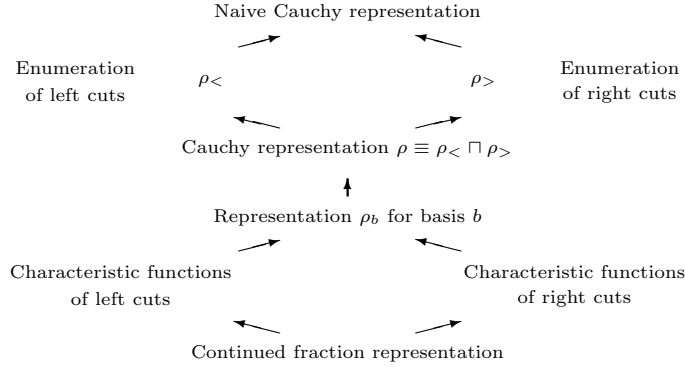 Naive Cauchy representation
Enumeration
of left cuts
ρ<
ρ>
Enumeration
of right cuts
Cauchy representation ρ ≡ ρ< ⊓ ρ>
Representation ρb for basis b
Characteristic functions
of left cuts
Characteristic functions
of right cuts
Continued fraction representation